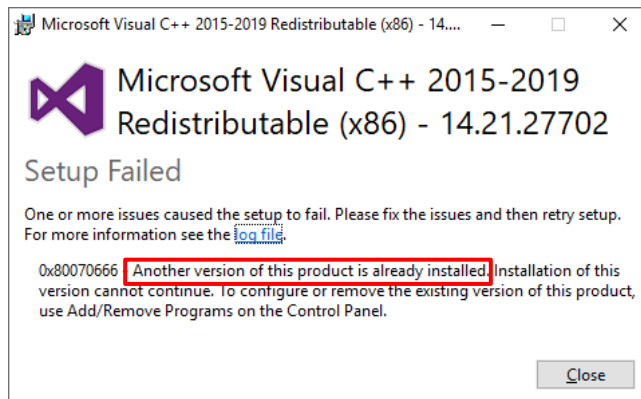 Microsoft Visual C++ 2015-2019 Redistributable (x86) - 14....
Microsoft Visual C++ 2015-2019
Redistributable (x86) - 14.21.27702
Setup Failed
One or more issues caused the setup to fail. Please fix the issues and then retry setup.
For more information see the log file.
0x80070666 - Another version of this product is already installed. Installation of this
version cannot continue. To configure or remove the existing version of this product,
use Add/Remove Programs on the Control Panel.
Close